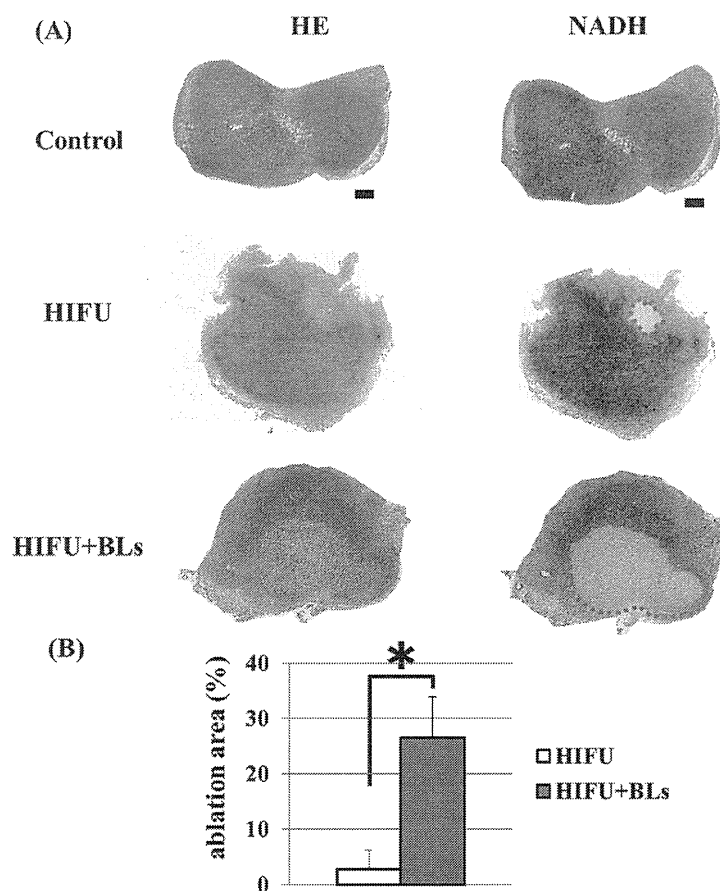 (A)
HE
NADH
Control
HIFU
HIFU+BLs
(B)
ablation area (%)
40
30
20
10
0
*
HIFU
HIFU+BLs